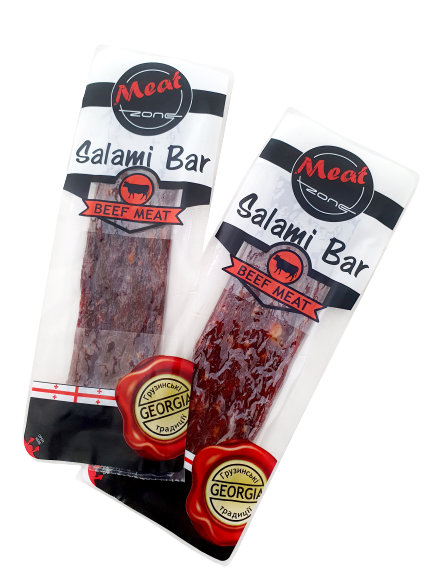 Meat
ZONE
Salami Bar
BEEF MEAT
Грузинські
GEORGIA
традиції
Meat
ZONE
Salami Bar
BEEF MEAT
Грузинські
GEORGIA
традиції